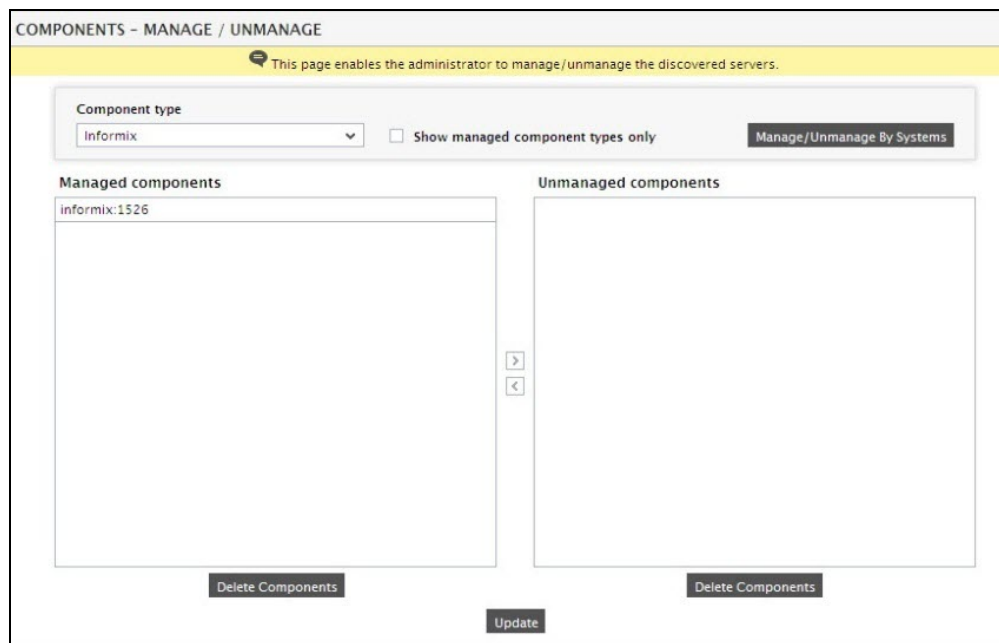 COMPONENTS - MANAGE / UNMANAGE
This page enables the administrator to manage/unmanage the discovered servers.
Component type
Informix
Show managed component types only
Manage/Unmanage By Systems
Managed components
Unmanaged components
informix:1526
>
<
Delete Components
Delete Components
Update